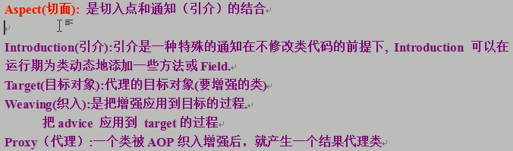 Aspect(切面): 是切入点和通知（引介）的结合
Introduction(引介):引介是一种特殊的通知在不修改类代码的前提下, Introduction 可以在
运行期为类动态地添加一些方法或 Field.
Target(目标对象):代理的目标对象(要增强的类)
Weaving(织入):是把增强应用到目标的过程.
把 advice 应用到 target 的过程
Proxy（代理）:一个类被 AOP 织入增强后，就产生一个结果代理类